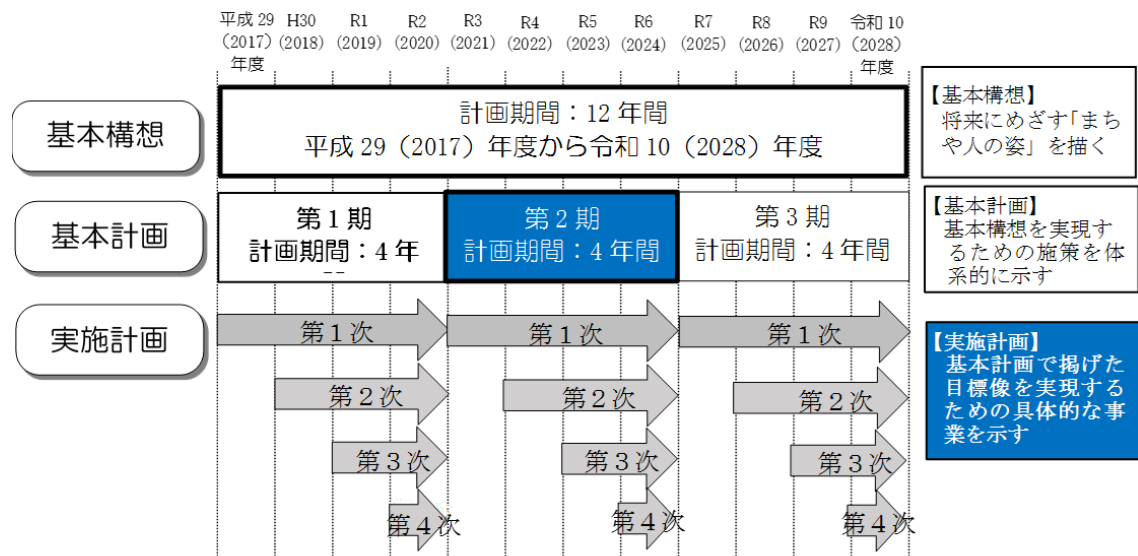 平成 29 H30 R1 R2 R3 R4 R5 R6 R7 R8 R9 令和 10
(2017) (2018) (2019) (2020) (2021) (2022) (2023) (2024) (2025) (2026) (2027) (2028)
年度 年度
基本構想
計画期間：12 年間
平成 29（2017）年度から令和 10（2028）年度
【基本構想】
将来にめざす「まち
や人の姿」を描く
基本計画
第１期
計画期間：４年
第２期
計画期間：４年間
第３期
計画期間：４年間
【基本計画】
基本構想を実現す
るための施策を体
系的に示す
実施計画
第１次 第１次 第１次
第２次 第２次 第２次
第３次 第３次 第３次
第４次 第４次 第４次
【実施計画】
基本計画で掲げた
目標像を実現する
ための具体的な事
業を示す